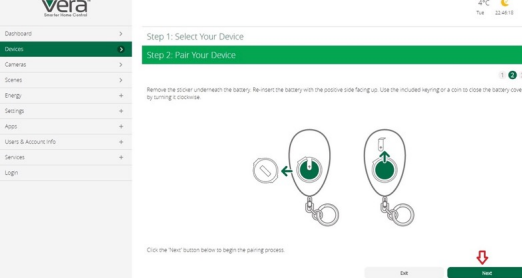 Vera
Smarter Home Control
4°C
Tue 22:46:15
Dashboard
Devices
Cameras
Scenes
Energy
Settings
Apps
Users & Account Info
Services
Login
Step 1: Select Your Device
Step 2: Pair Your Device
1 2
Remove the sticker underneath the battery. Re-insert the battery with the positive side facing up. Use the included keyring or a coin to close the battery cove
by turning it clockwise.
Click the 'Next' button below to begin the pairing process.
Exit
Next